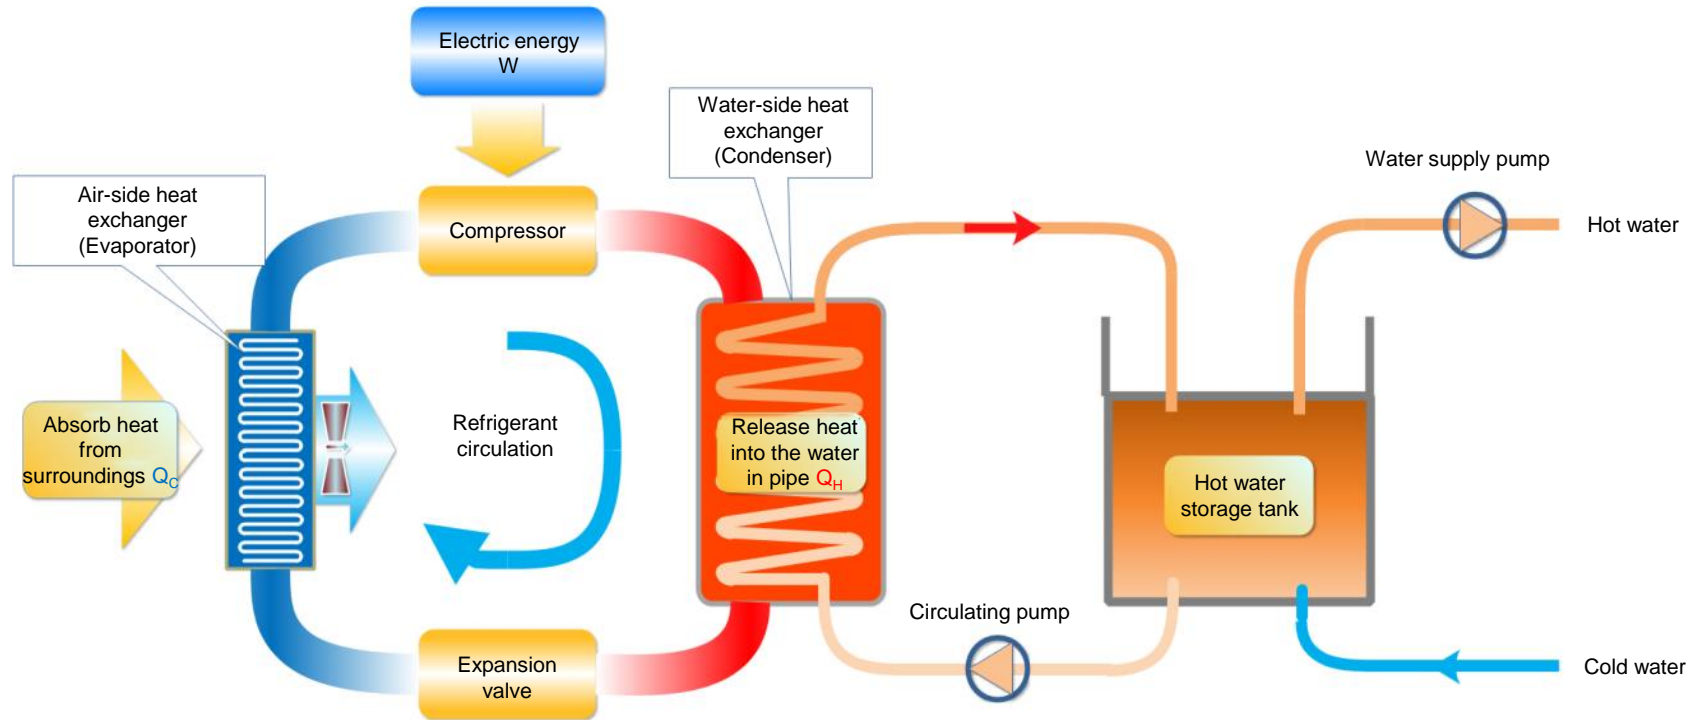 Electric energy
W
Water-side heat
exchanger
(Condenser)
Water supply pump
Air-side heat
exchanger
(Evaporator)
Compressor
Hot water
Absorb heat
from
surroundings Q_C
Refrigerant
circulation
Release heat
into the water
in pipe Q_H
Hot water
storage tank
Circulating pump
Expansion
valve
Cold water